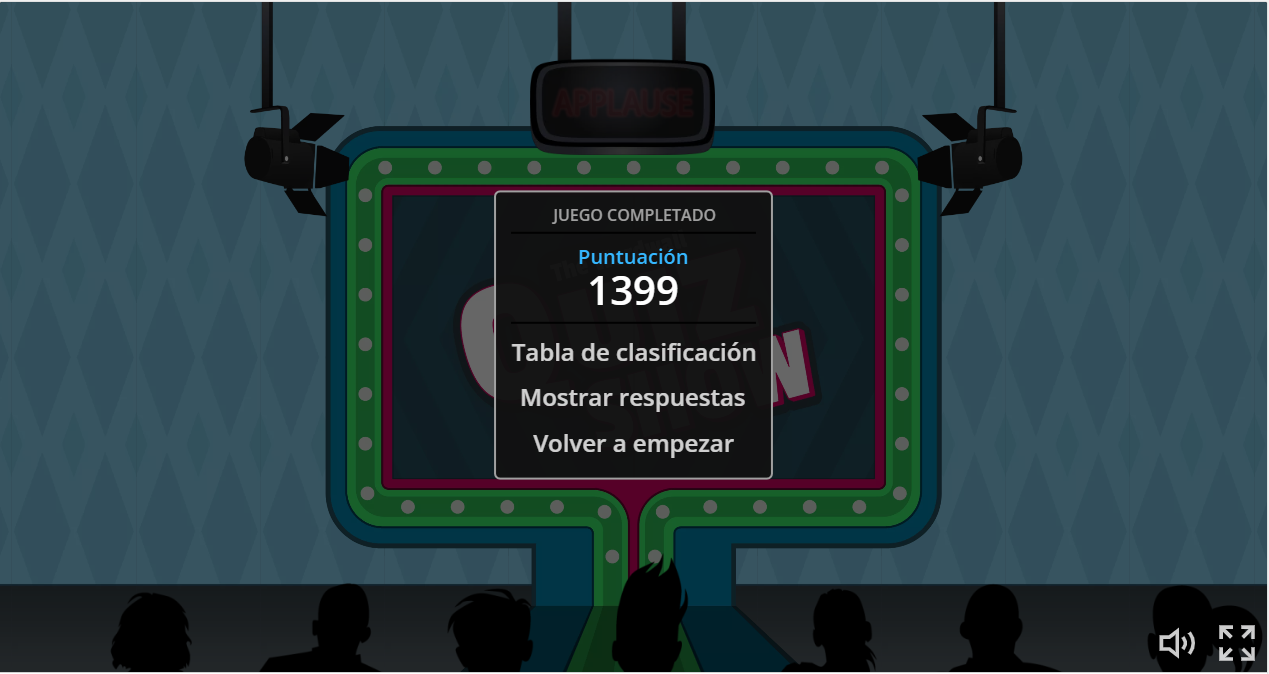 APPLAUSE
JUEGO COMPLETADO
Puntuación
1399
Tabla de clasificación
Mostrar respuestas
Volver a empezar